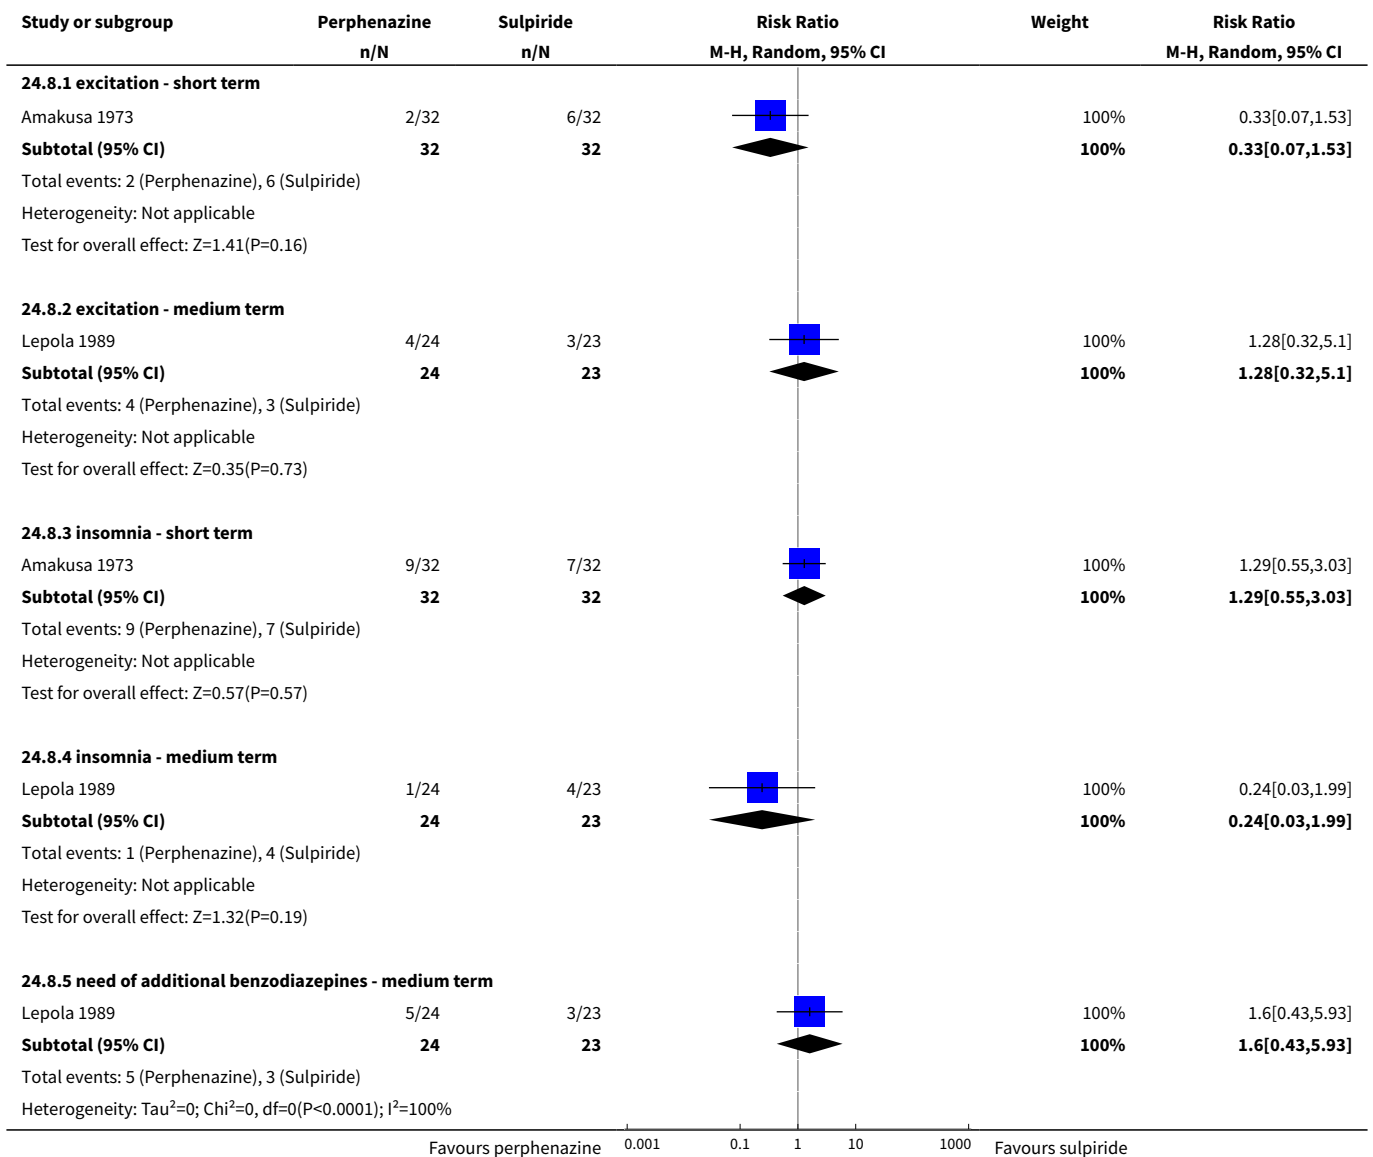 Study or subgroup Perphenazine Sulpiride Risk Ratio Weight Risk Ratio
n/N n/N M-H, Random, 95% CI M-H, Random, 95% CI
24.8.1 excitation - short term
Amakusa 1973 2/32 6/32 100% 0.33[0.07,1.53]
Subtotal (95% CI) 32 32 100% 0.33[0.07,1.53]
Total events: 2 (Perphenazine), 6 (Sulpiride)
Heterogeneity: Not applicable
Test for overall effect: Z=1.41(P=0.16)
24.8.2 excitation - medium term
Lepola 1989 4/24 3/23 100% 1.28[0.32,5.1]
Subtotal (95% CI) 24 23 100% 1.28[0.32,5.1]
Total events: 4 (Perphenazine), 3 (Sulpiride)
Heterogeneity: Not applicable
Test for overall effect: Z=0.35(P=0.73)
24.8.3 insomnia - short term
Amakusa 1973 9/32 7/32 100% 1.29[0.55,3.03]
Subtotal (95% CI) 32 32 100% 1.29[0.55,3.03]
Total events: 9 (Perphenazine), 7 (Sulpiride)
Heterogeneity: Not applicable
Test for overall effect: Z=0.57(P=0.57)
24.8.4 insomnia - medium term
Lepola 1989 1/24 4/23 100% 0.24[0.03,1.99]
Subtotal (95% CI) 24 23 100% 0.24[0.03,1.99]
Total events: 1 (Perphenazine), 4 (Sulpiride)
Heterogeneity: Not applicable
Test for overall effect: Z=1.32(P=0.19)
24.8.5 need of additional benzodiazepines - medium term
Lepola 1989 5/24 3/23 100% 1.6[0.43,5.93]
Subtotal (95% CI) 24 23 100% 1.6[0.43,5.93]
Total events: 5 (Perphenazine), 3 (Sulpiride)
Heterogeneity: Tau²=0; Chi²=0, df=0(P<0.0001); I²=100%
Favours perphenazine 0.001 0.1 1 10 1000 Favours sulpiride